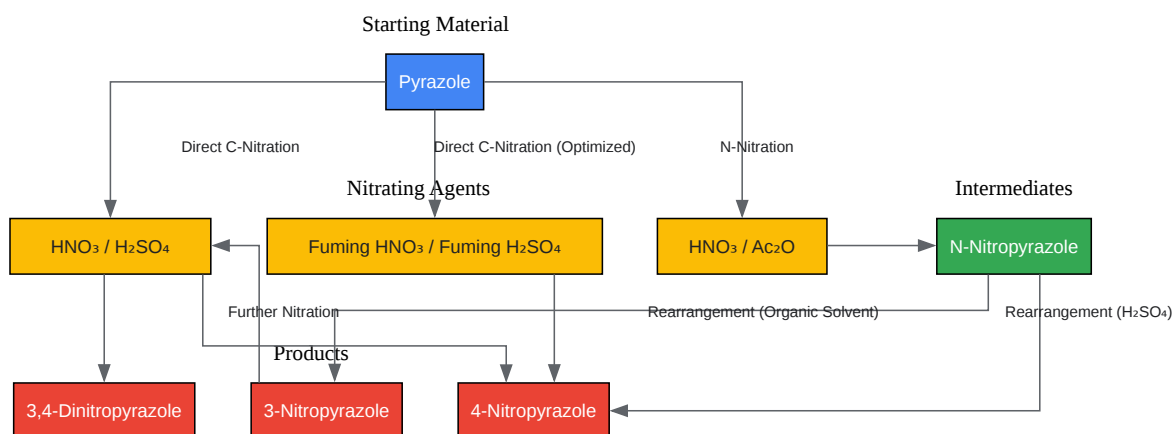 Starting Material
Pyrazole
Direct C-Nitration
Direct C-Nitration (Optimized)
N-Nitration
Nitrating Agents
Intermediates
HNO₃ / H₂SO₄
Fuming HNO₃ / Fuming H₂SO₄
HNO₃ / Ac₂O
N-Nitropyrazole
Further Nitration
Rearrangement (Organic Solvent)
Rearrangement (H₂SO₄)
Products
3,4-Dinitropyrazole
3-Nitropyrazole
4-Nitropyrazole